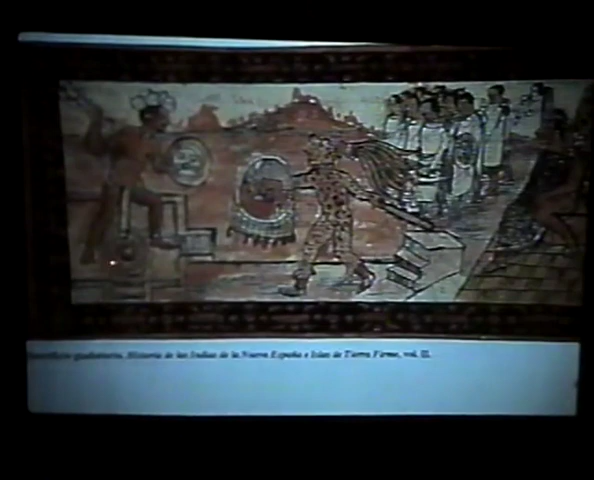 gladiatorio. Historia de las Indias de la Nueva España e Islas de Tierra Firme, vol. II.